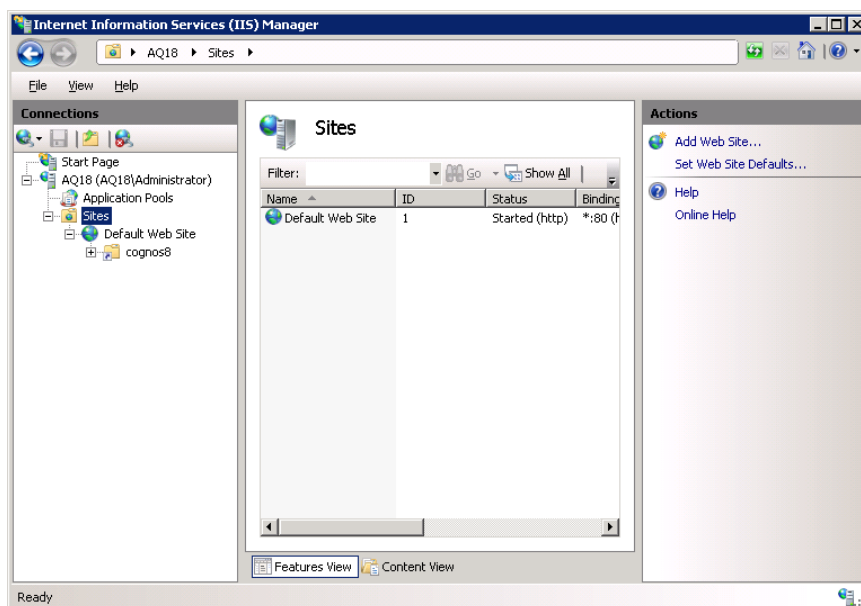 Internet Information Services (IIS) Manager
AQ18 Sites
File View Help
Connections
Start Page
AQ18 (AQ18\Administrator)
Application Pools
Sites
Default Web Site
cognos8
Sites
Filter: Go Show All
Name ID Status Binding
Default Web Site 1 Started (http) *:80 (h
Features View Content View
Actions
Add Web Site...
Set Web Site Defaults...
Help
Online Help
Ready